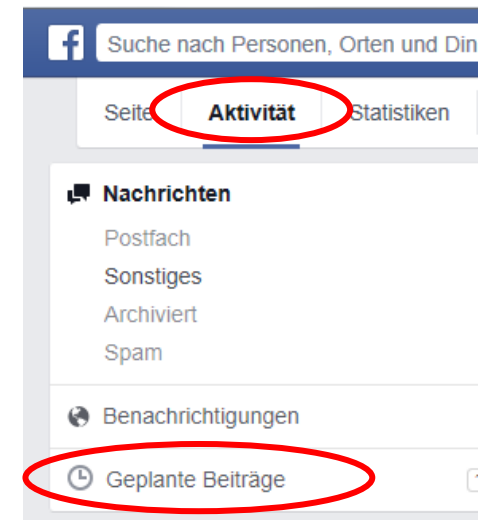 f Suche nach Personen, Orten und Din
Seite Aktivität Statistiken
Nachrichten
Postfach
Sonstiges
Archiviert
Spam
Benachrichtigungen
Geplante Beiträge